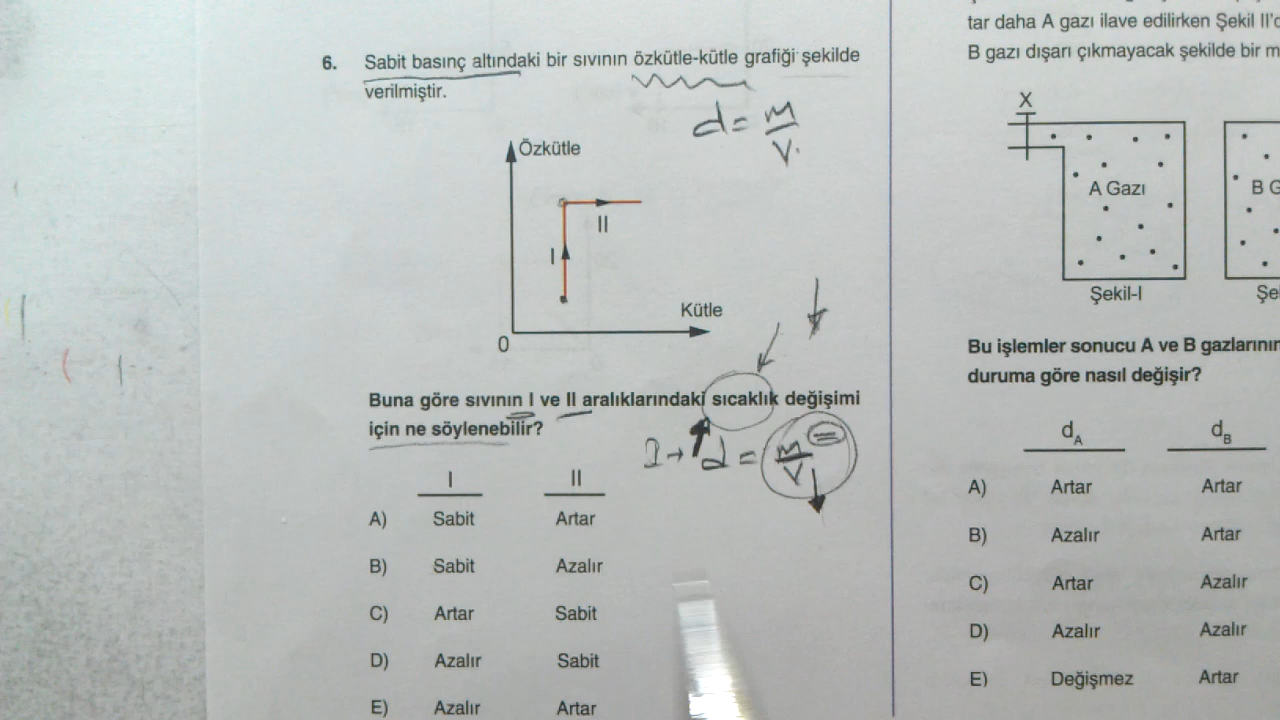 6. Sabit basınç altındaki bir sıvının özkütle-kütle grafiği şekilde
verilmiştir.
d = m
V.
Özkütle
II
I
Kütle
0
Buna göre sıvının I ve II aralıklarındaki sıcaklık değişimi
için ne söylenebilir?
I → d = m
V
I II
A) Sabit Artar
B) Sabit Azalır
C) Artar Sabit
D) Azalır Sabit
E) Azalır Artar
tar daha A gazı ilave edilirken Şekil II'
B gazı dışarı çıkmayacak şekilde bir
X
A Gazı
B
Şekil-I
Bu işlemler sonucu A ve B
duruma göre nasıl değişir?
dA dB
A) Artar Artar
B) Azalır Artar
C) Artar Azalır
D) Azalır Azalır
E) Değişmez Artar